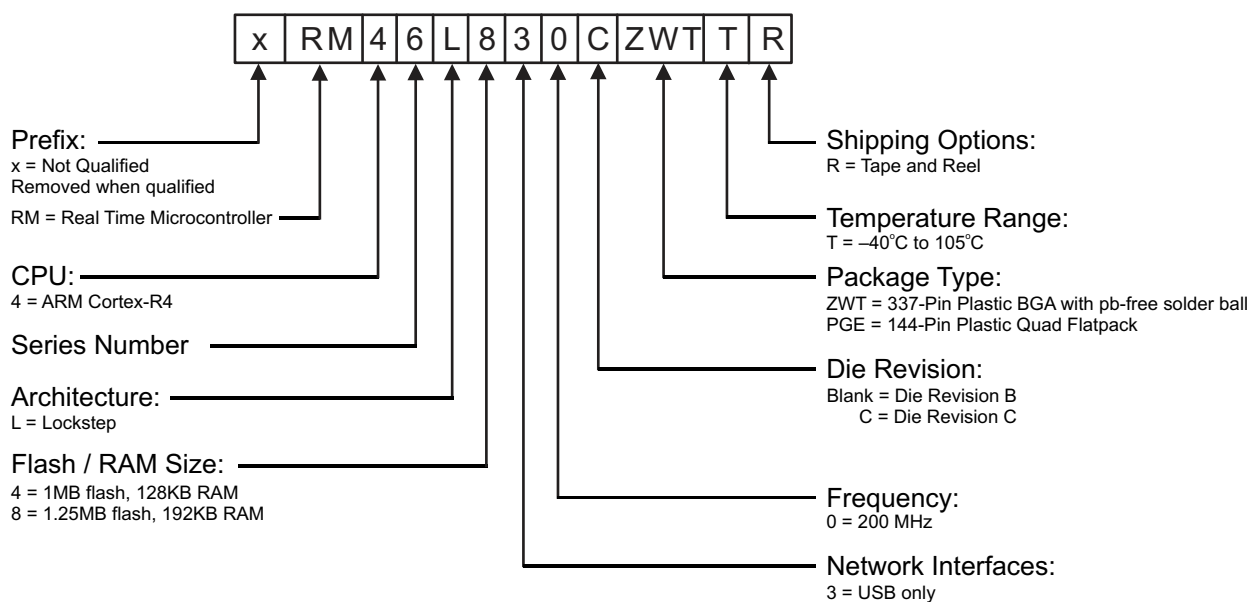 x RM 4 6 L 8 3 0 C ZWT T R
Prefix:
x = Not Qualified
Removed when qualified
RM = Real Time Microcontroller
CPU:
4 = ARM Cortex-R4
Series Number
Architecture:
L = Lockstep
Flash / RAM Size:
4 = 1MB flash, 128KB RAM
8 = 1.25MB flash, 192KB RAM
Shipping Options:
R = Tape and Reel
Temperature Range:
T = –40°C to 105°C
Package Type:
ZWT = 337-Pin Plastic BGA with pb-free solder ball
PGE = 144-Pin Plastic Quad Flatpack
Die Revision:
Blank = Die Revision B
C = Die Revision C
Frequency:
0 = 200 MHz
Network Interfaces:
3 = USB only